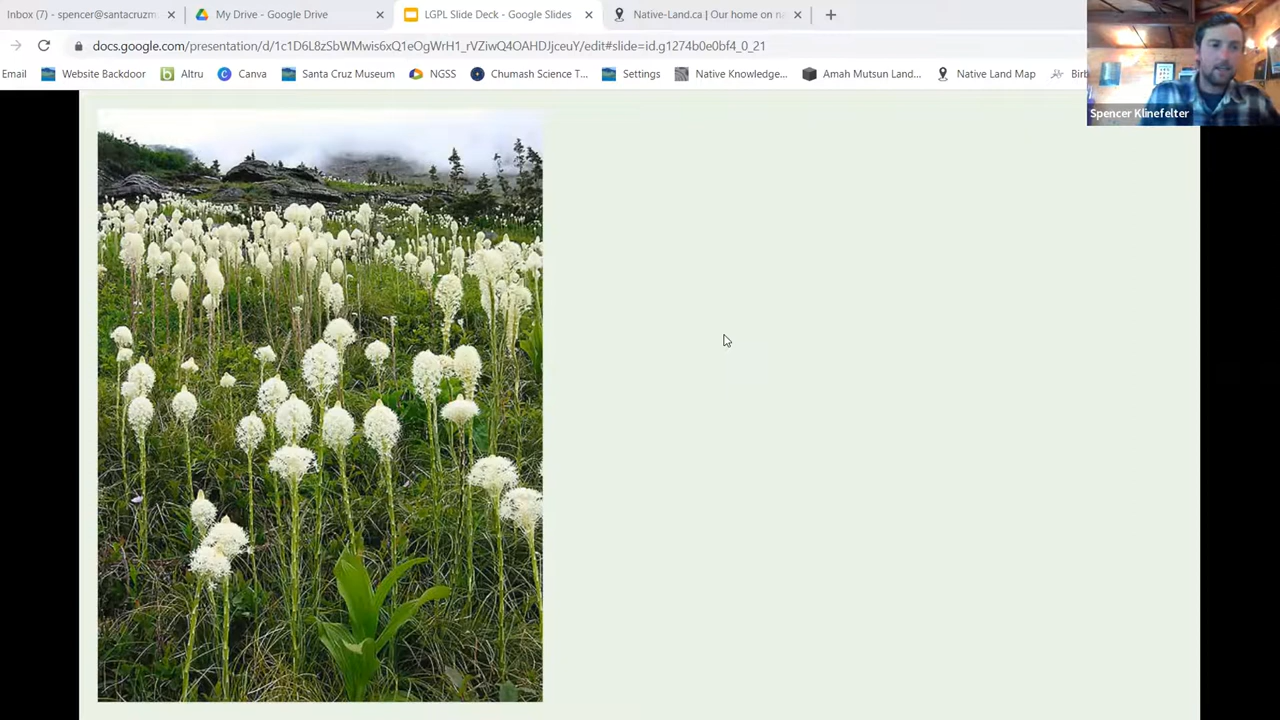 Inbox (1) - spencer@santacruzm
My Drive - Google Drive
LGPL Slide Deck - Google Slides
Native-Land.ca | Our home on na
docs.google.com/presentation/d/1c1D6L8zSbWMwis6xQ1eOgWrH1_rVZiwQ4OAHDJjceuY/edit#slide=id.g1274b0e0bf4_0_21
Email
Website Backdoor
Altru
Canva
Santa Cruz Museum
NGSS
Chumash Science T...
Settings
Native Knowledge...
Amah Mutsun Land...
Native Land Map
Spencer Klinefelter